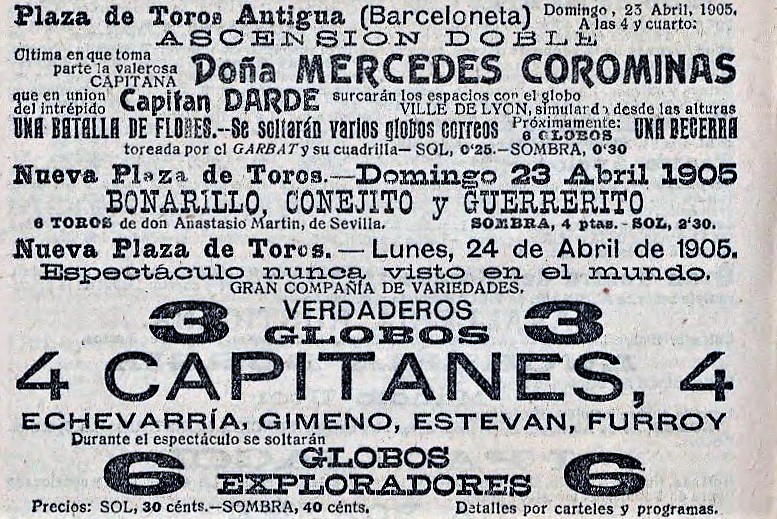 Plaza de Toros Antigua (Barceloneta) Domingo, 23 Abril, 1905.
A las 4 y cuarto:
ASCENSION DOBLE
Última en que toma
parte la valerosa
CAPITANA
Doña MERCEDES COROMINAS
que en union
del intrépido
Capitan DARDE
surcarán los espacios con el globo
VILLE DE LYON, simulardo desde las alturas
UNA BATALLA DE FLORES.--Se soltarán varios globos correos
Próximamente:
6 GLOBOS
UNA BECERRA
toreada por el GARBAT y su cuadrilla—SOL, 0'25.—SOMBRA, 0'30
Nueva Plaza de Toros.—Domingo 23 Abril 1905
BONARILLO, CONEJITO y GUERRERITO
6 TOROS de don Anastasio Martin, de Sevilla.
SOMBRA, 4 ptas.-SOL, 2'30.
Nueva Plaza de Toros.—Lunes, 24 de Abril de 1905.
Espectáculo nunca visto en el mundo.
GRAN COMPAÑÍA DE VARIEDADES.
3 VERDADEROS GLOBOS 3
4 CAPITANES, 4
ECHEVARRÍA, GIMENO, ESTEVAN, FURROY
Durante el espectáculo se soltarán
6 GLOBOS EXPLORADORES 6
Precios: SOL, 30 cénts.—SOMBRA, 40 cénts.
Detalles por carteles y programas.